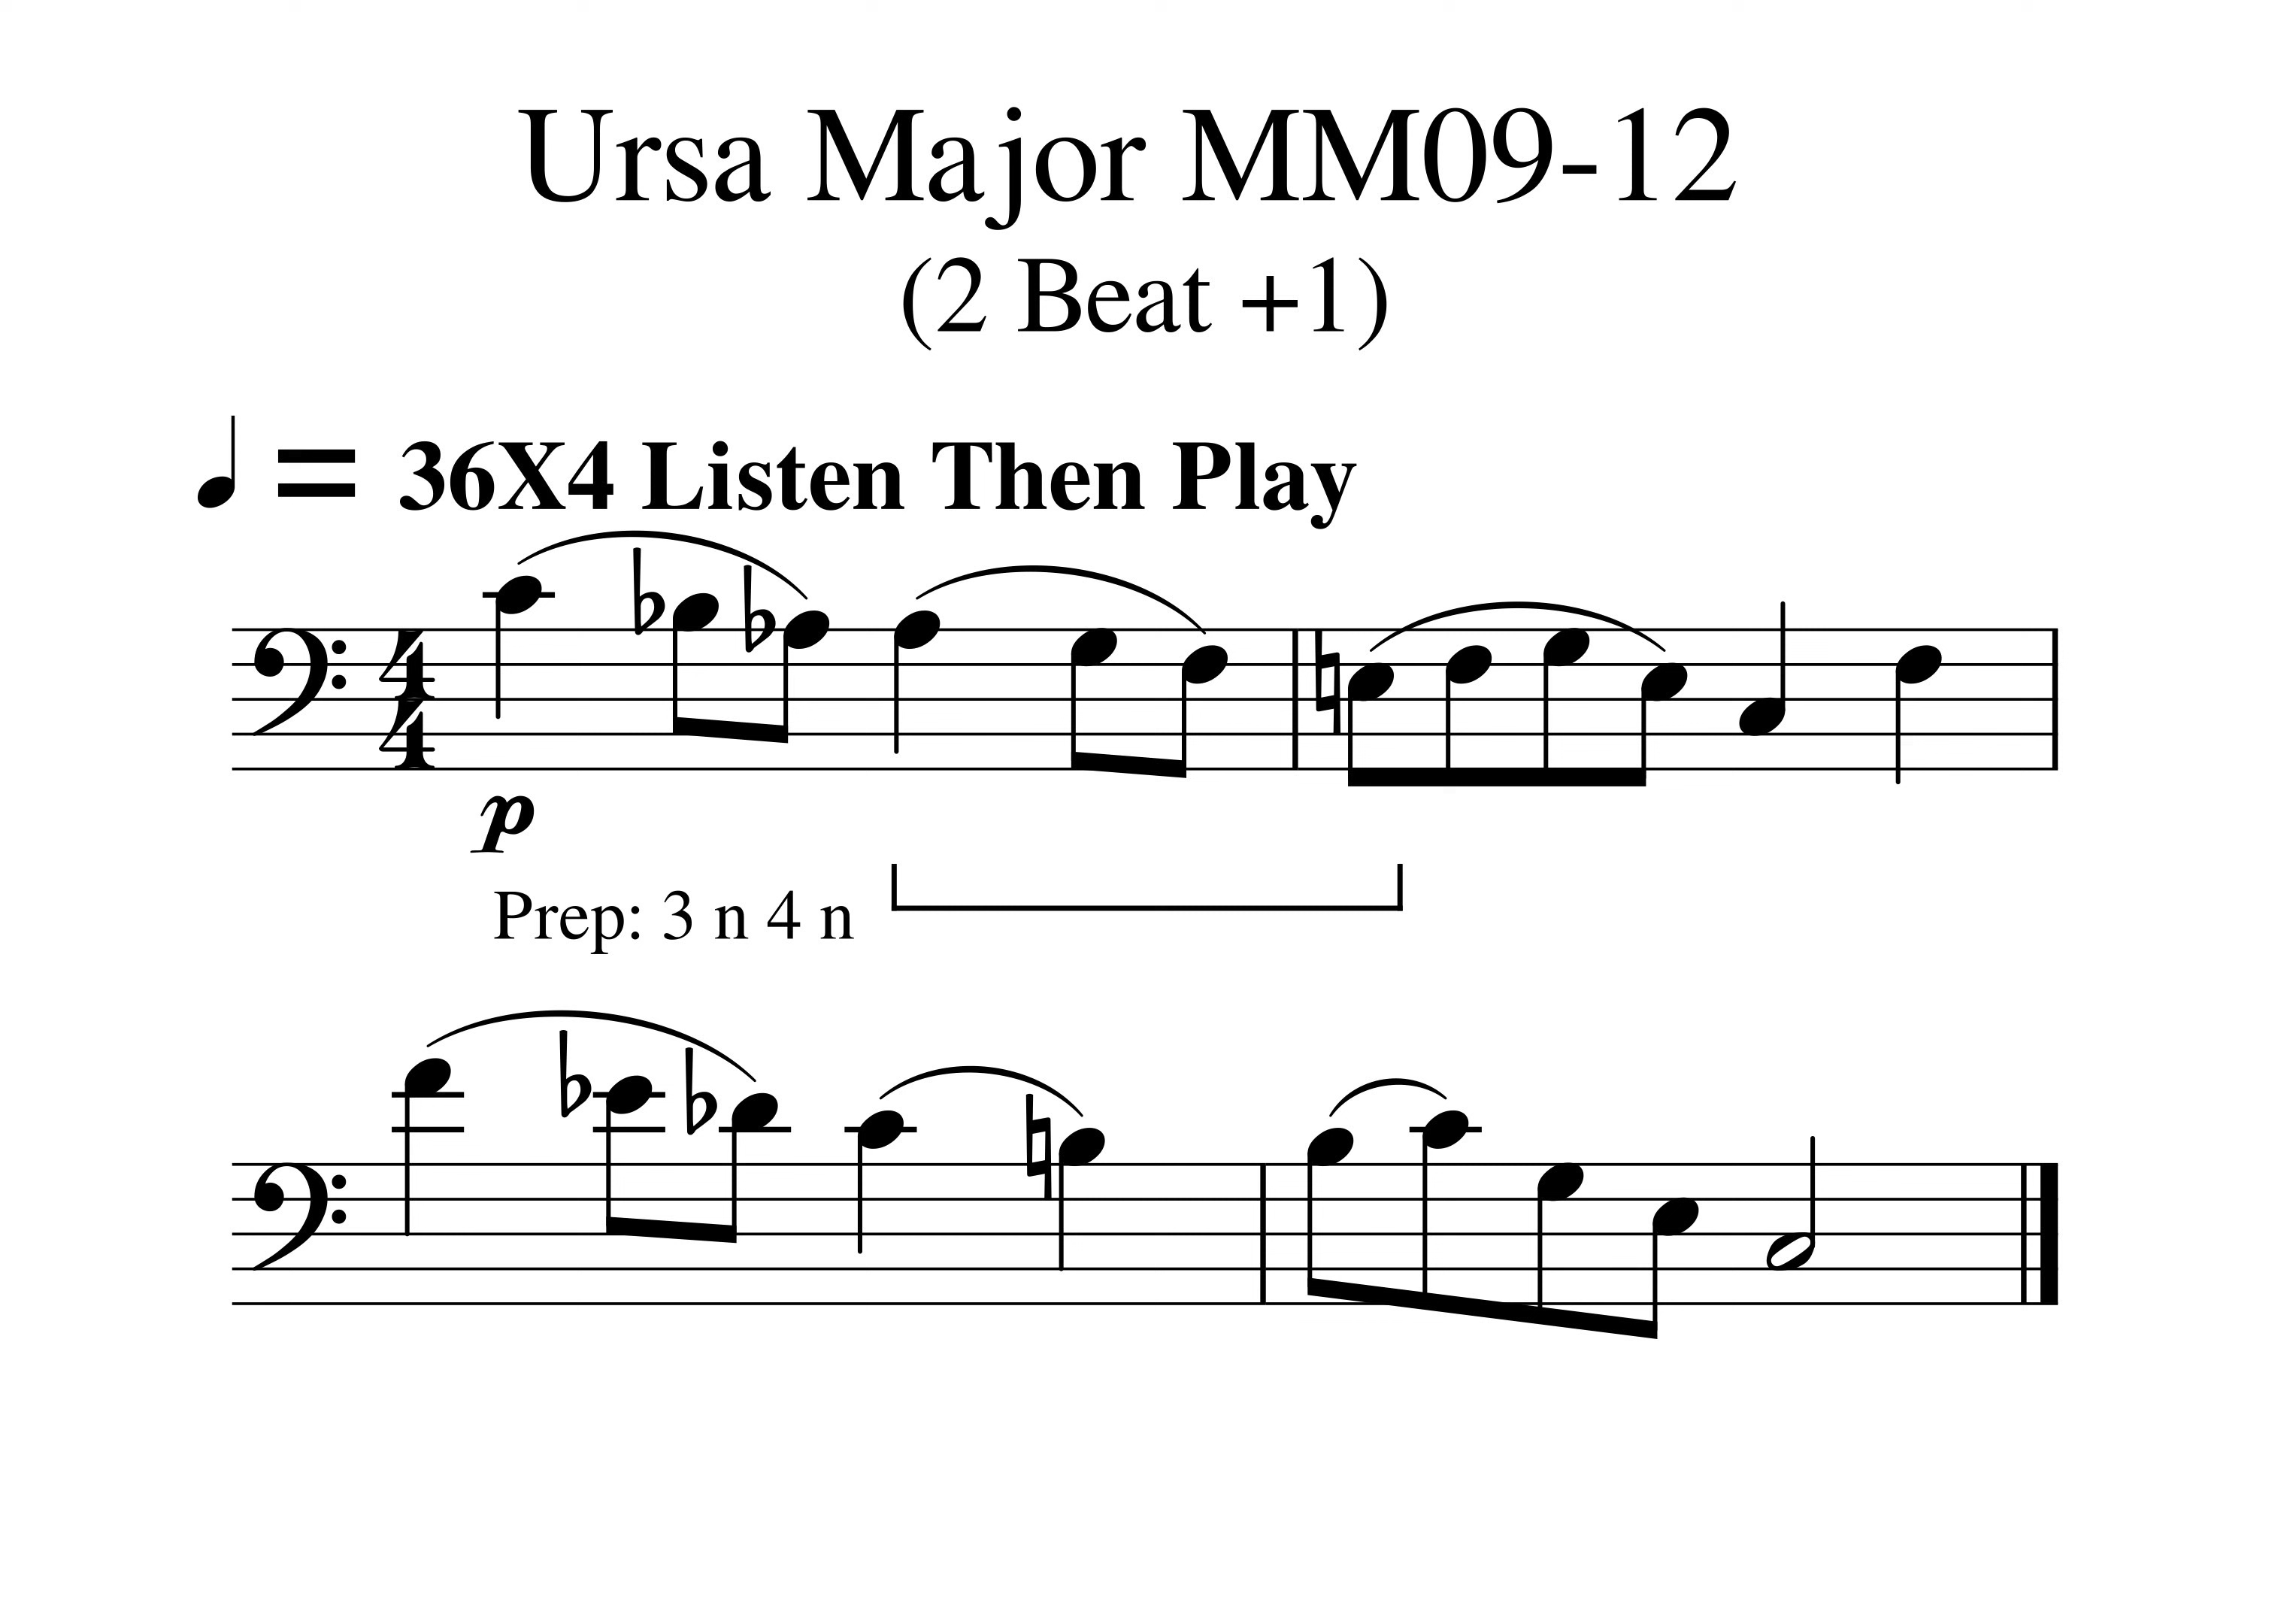 Ursa Major MM09-12
(2 Beat +1)
♩ = 36X4 Listen Then Play
p
Prep: 3 n 4 n